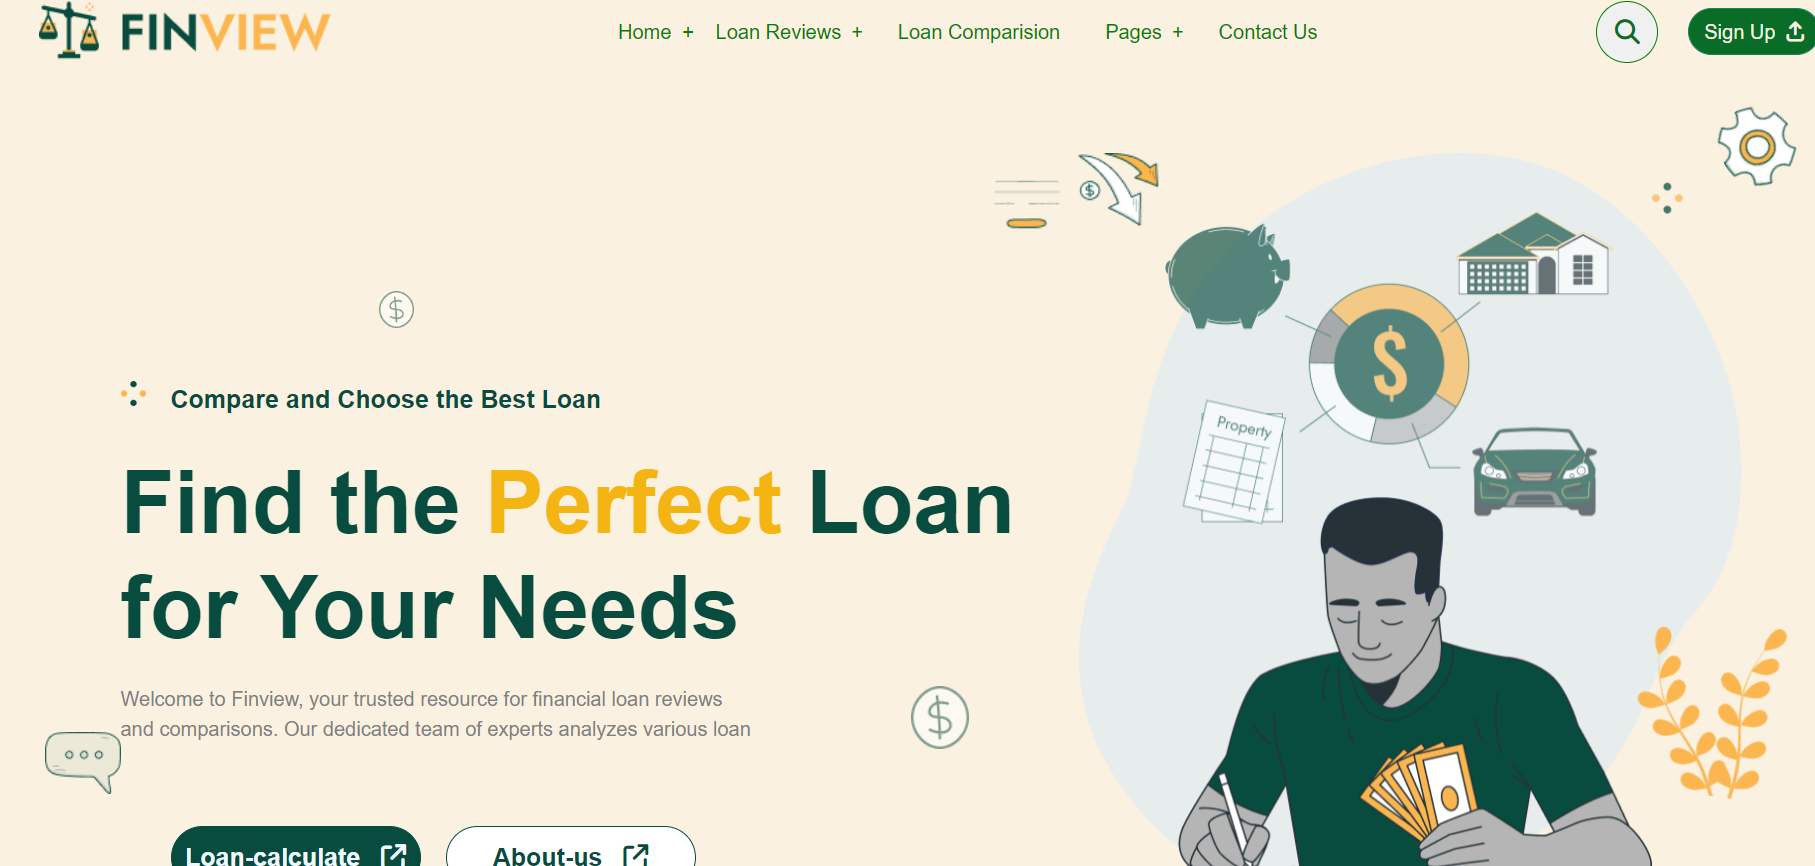 FINVIEW
Home + Loan Reviews + Loan Comparision Pages + Contact Us
Sign Up
$
$
Property
$
Compare and Choose the Best Loan
Find the Perfect Loan
for Your Needs
Welcome to Finview, your trusted resource for financial loan reviews
and comparisons. Our dedicated team of experts analyzes various loan
$
Loan-calculate
About-us